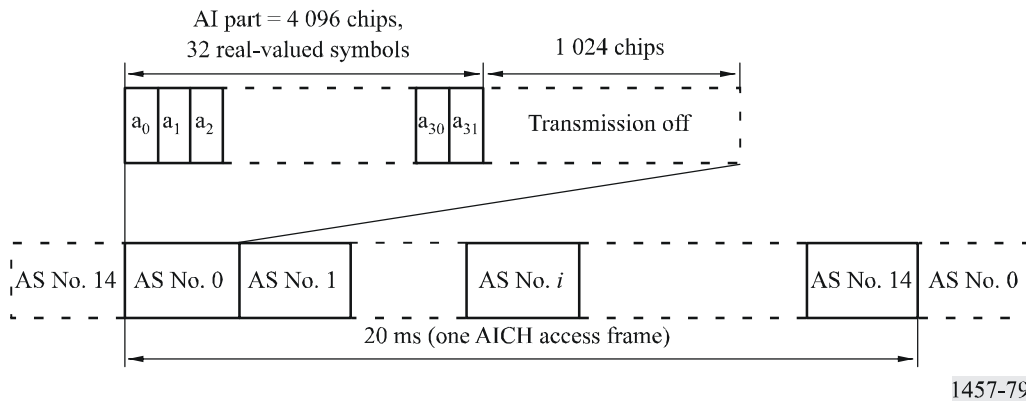 AI part = 4 096 chips,
32 real-valued symbols
1 024 chips
a0 a1 a2 a30 a31 Transmission off
AS No. 14 AS No. 0 AS No. 1 AS No. i AS No. 14 AS No. 0
20 ms (one AICH access frame)
1457-79